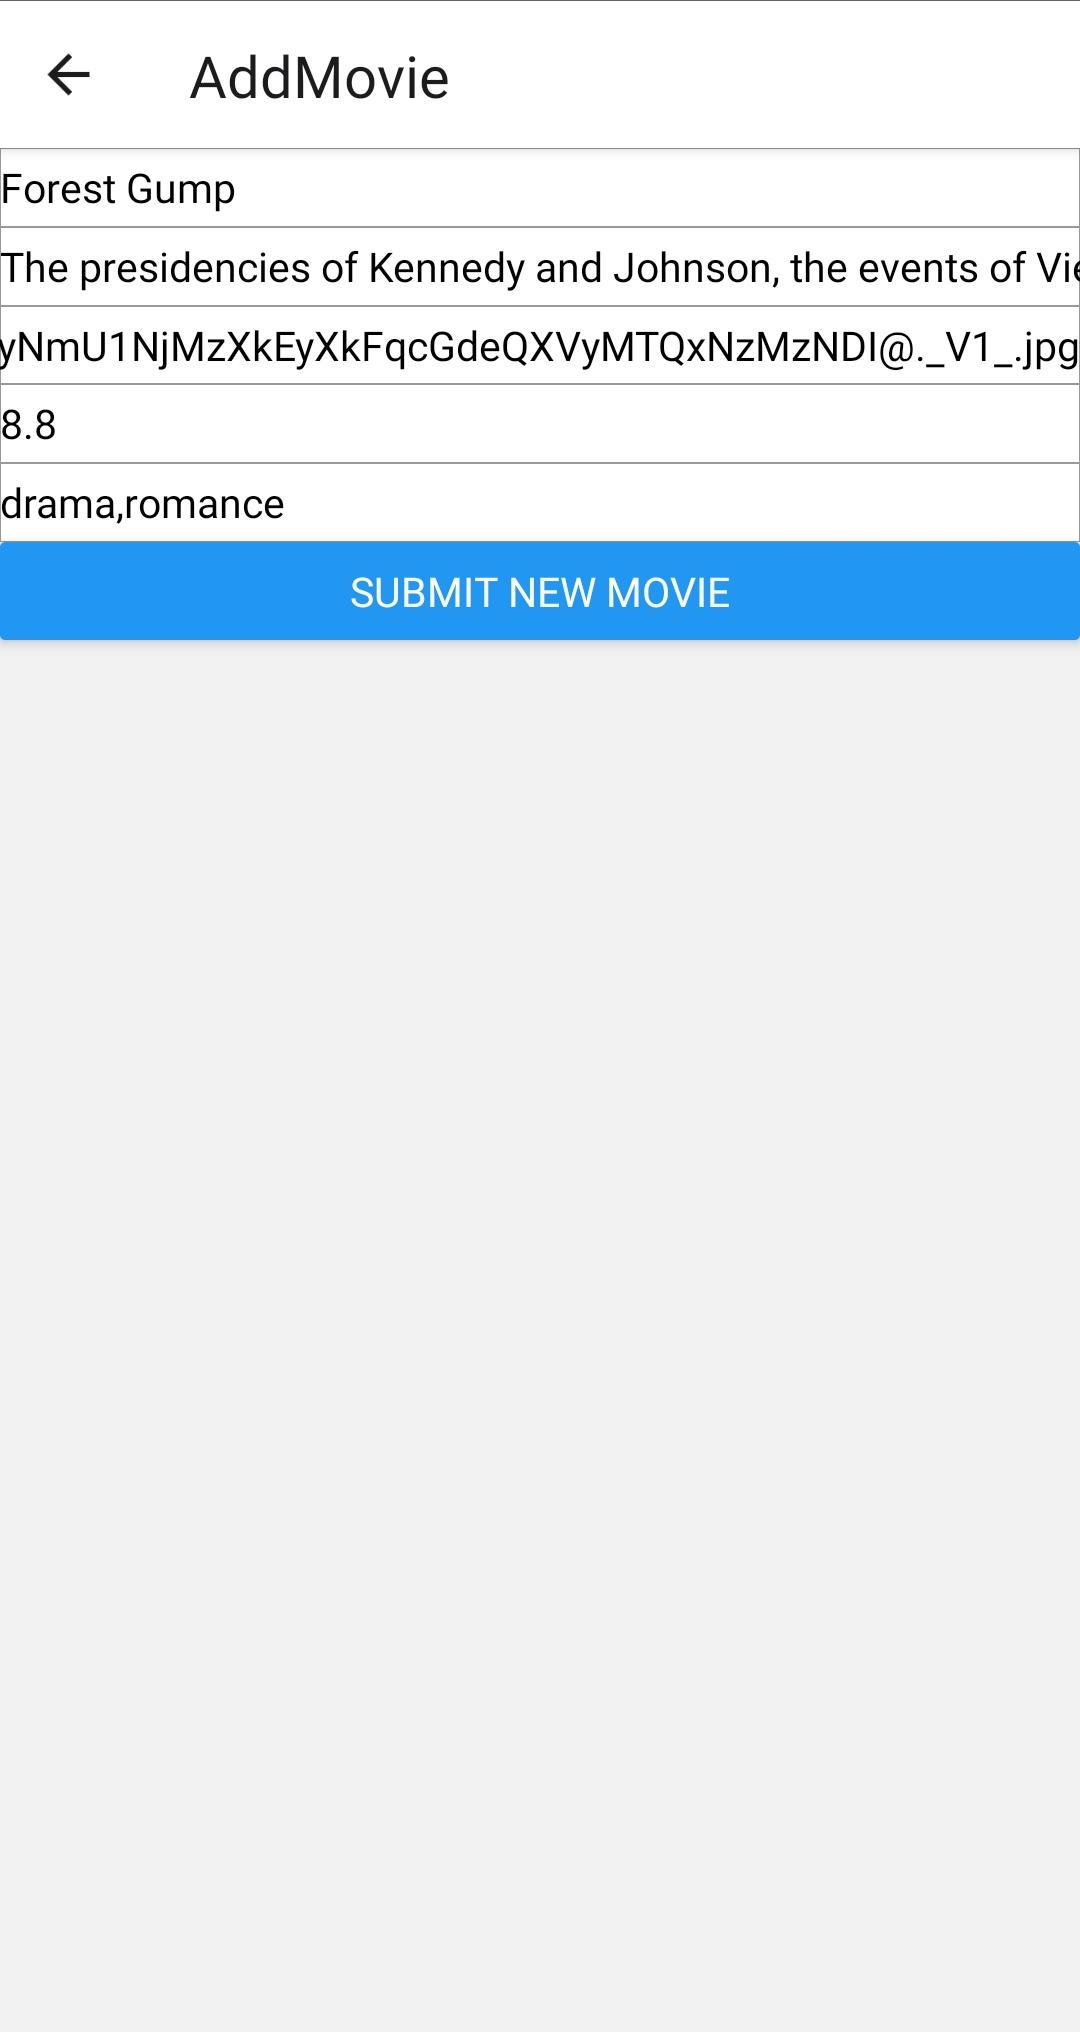 AddMovie
Forest Gump
The presidencies of Kennedy and Johnson, the events of Vie
yNmU1NjMzXkEyXkFqcGdeQXVyMTQxNzMzNDI@._V1_.jpg
8.8
drama,romance
SUBMIT NEW MOVIE